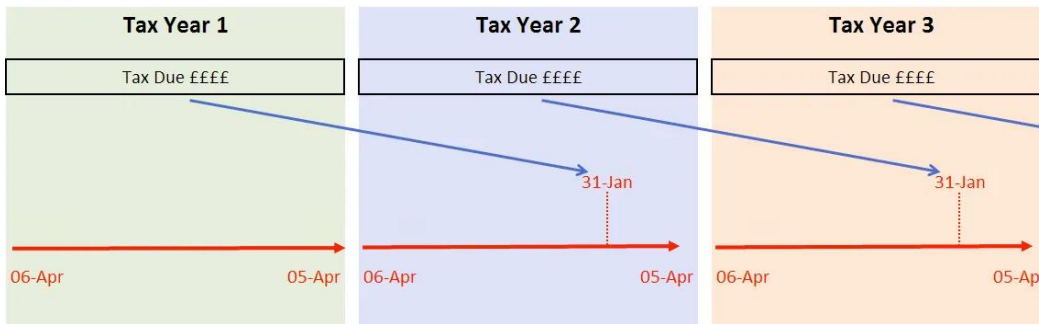 Tax Year 1
Tax Year 2
Tax Year 3
Tax Due ££££
Tax Due ££££
Tax Due ££££
31-Jan
31-Jan
06-Apr
05-Apr
06-Apr
05-Apr
06-Apr
05-Ap